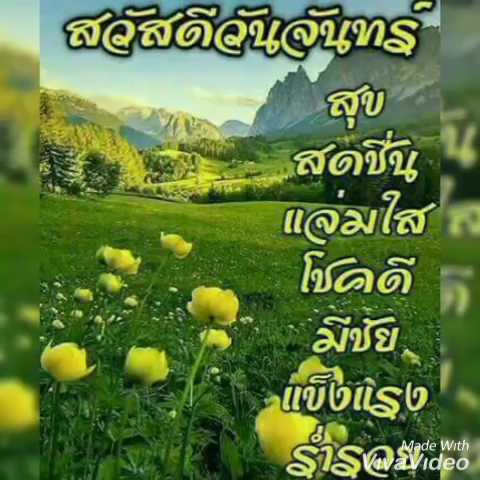 สวัสดีวันจันทร์
สุข
สดชื่น
แจ่มใส
โชคดี
มีชัย
แข็งแรง
ร่ำรวย
Made With
VivaVideo